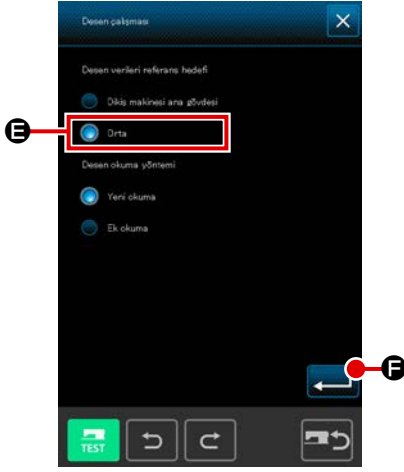 Desen çalışması
Desen verileri referans hedefi
Dikiş makinesi ana gövdesi
E
Orta
Desen okuma yöntemi
Yeni okuma
Ek okuma
F
TEST